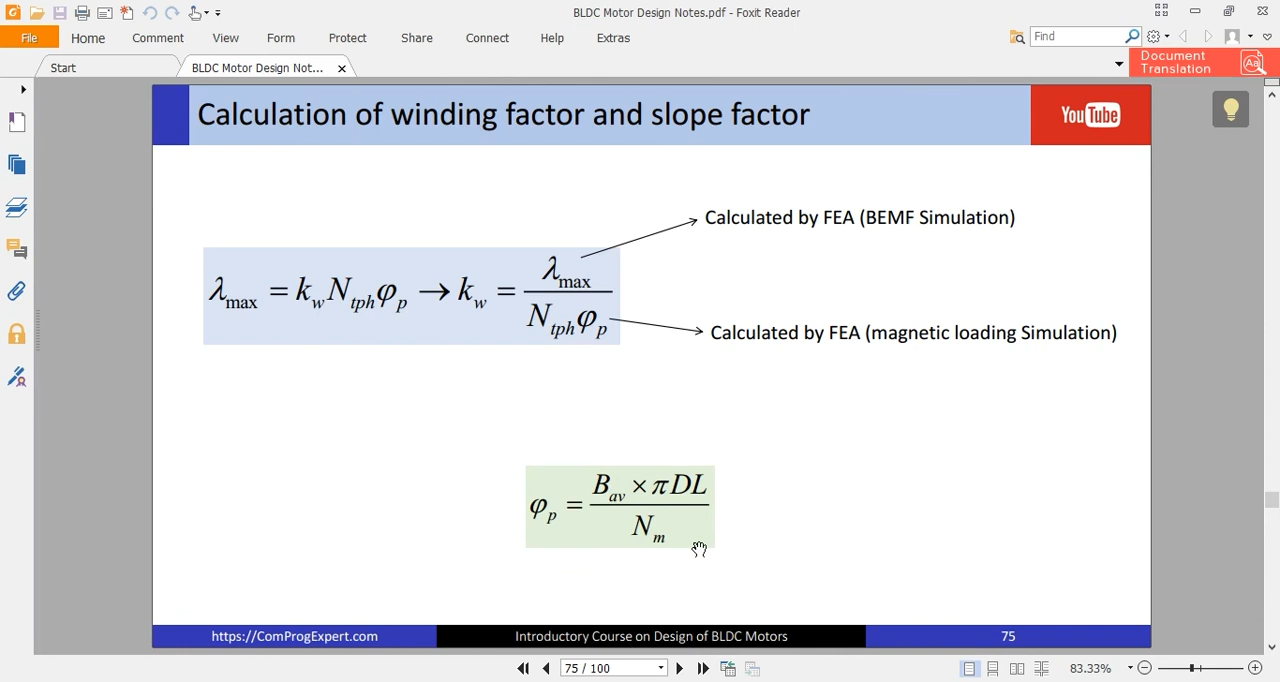 BLDC Motor Design Notes.pdf - Foxit Reader
File Home Comment View Form Protect Share Connect Help Extras
Find
Start
BLDC Motor Design Not...
Document
Translation
Calculation of winding factor and slope factor
YouTube
Calculated by FEA (BEMF Simulation)
λmax = kw Ntph φp → kw = λmax / Ntph φp
Calculated by FEA (magnetic loading Simulation)
φp = Bav × πDL / Nm
https://ComProgExpert.com
Introductory Course on Design of BLDC Motors
75
75 / 100
83.33%